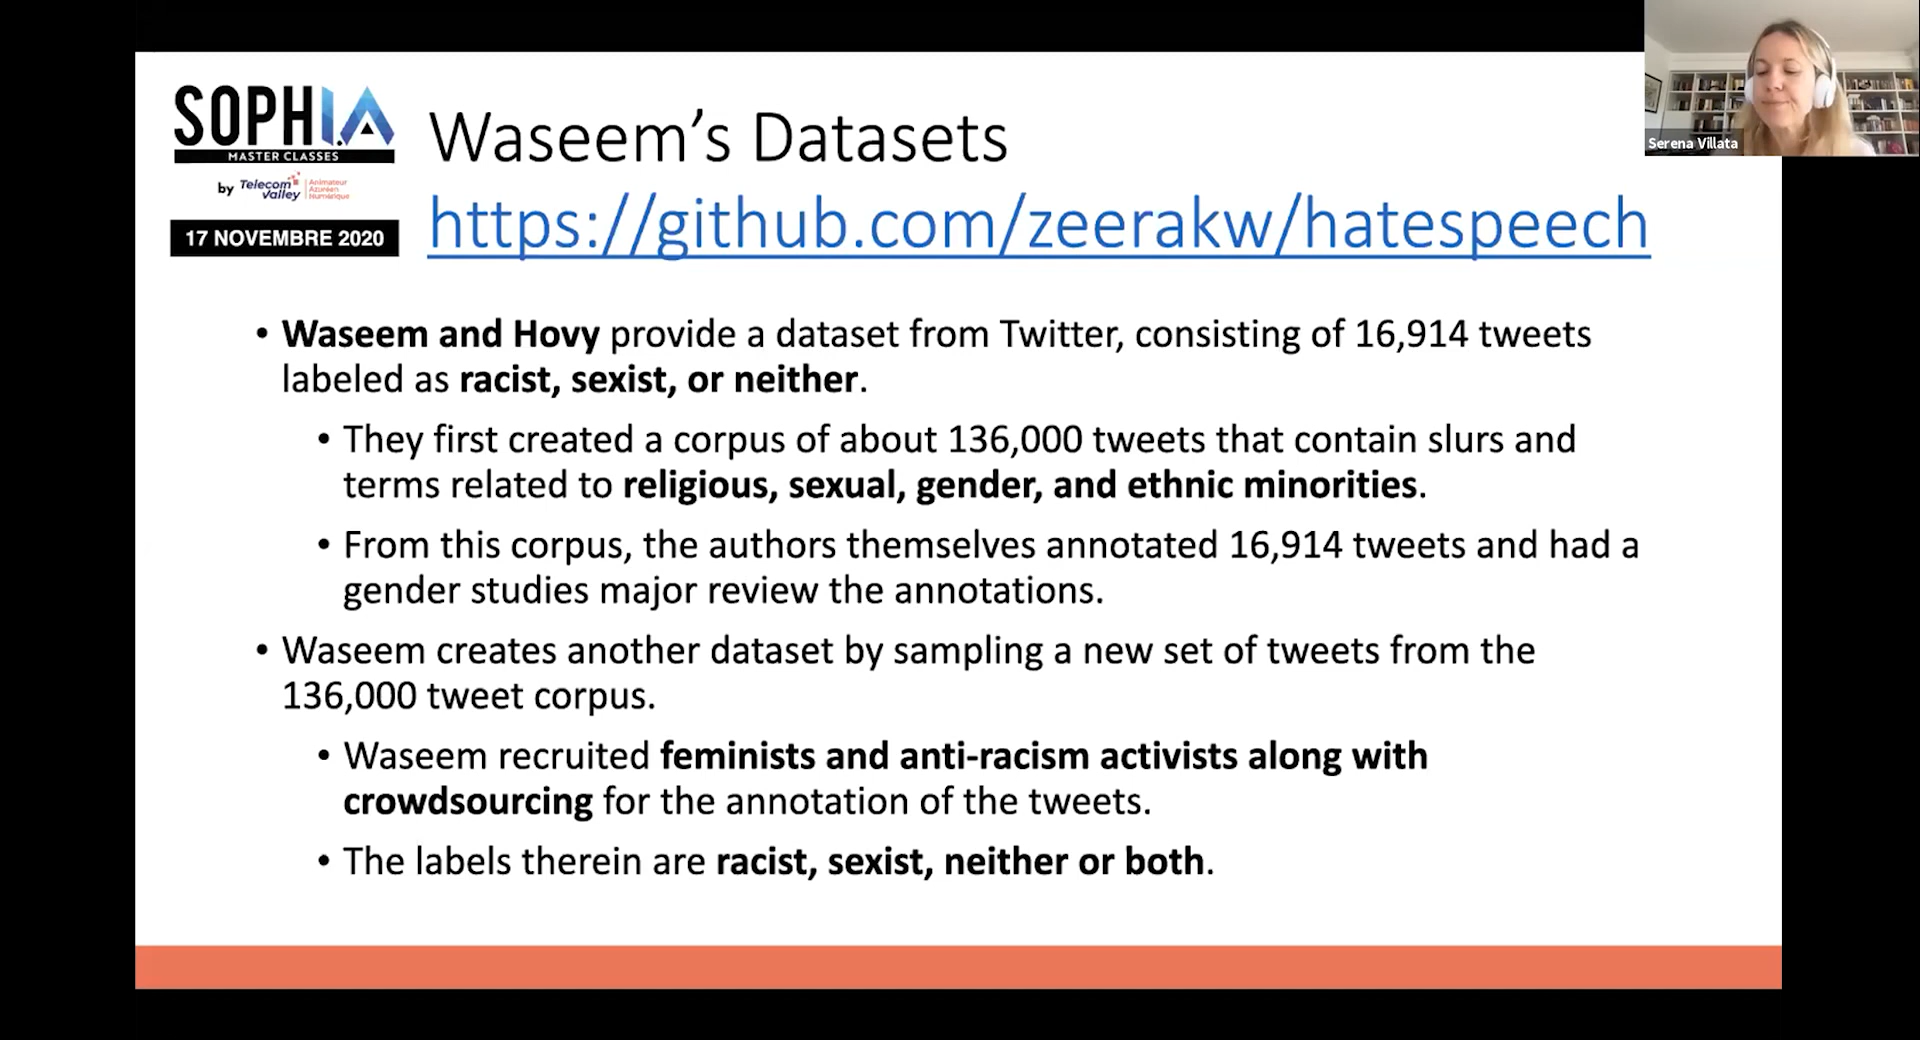 SOPHI.A
MASTER CLASSES
by Telecom Valley
Animateur
Azuréen
Numérique
17 NOVEMBRE 2020
Waseem’s Datasets
https://github.com/zeerakw/hatespeech
Serena Villata
• Waseem and Hovy provide a dataset from Twitter, consisting of 16,914 tweets
labeled as racist, sexist, or neither.
• They first created a corpus of about 136,000 tweets that contain slurs and
terms related to religious, sexual, gender, and ethnic minorities.
• From this corpus, the authors themselves annotated 16,914 tweets and had a
gender studies major review the annotations.
• Waseem creates another dataset by sampling a new set of tweets from the
136,000 tweet corpus.
• Waseem recruited feminists and anti-racism activists along with
crowdsourcing for the annotation of the tweets.
• The labels therein are racist, sexist, neither or both.